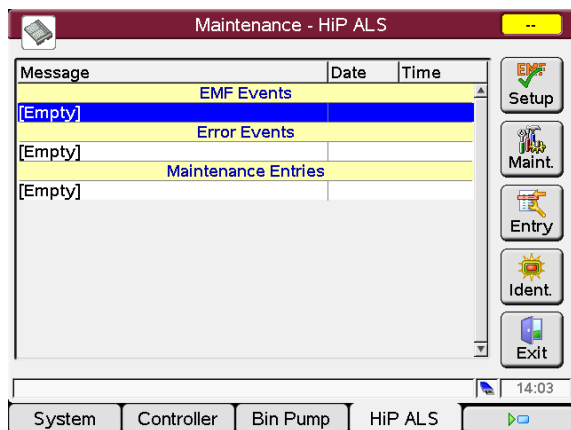 Maintenance - HiP ALS
--
Message Date Time
EMF Events
[Empty]
Error Events
[Empty]
Maintenance Entries
[Empty]
EMF
Setup
Maint.
Entry
Ident.
Exit
14:03
System Controller Bin Pump HiP ALS